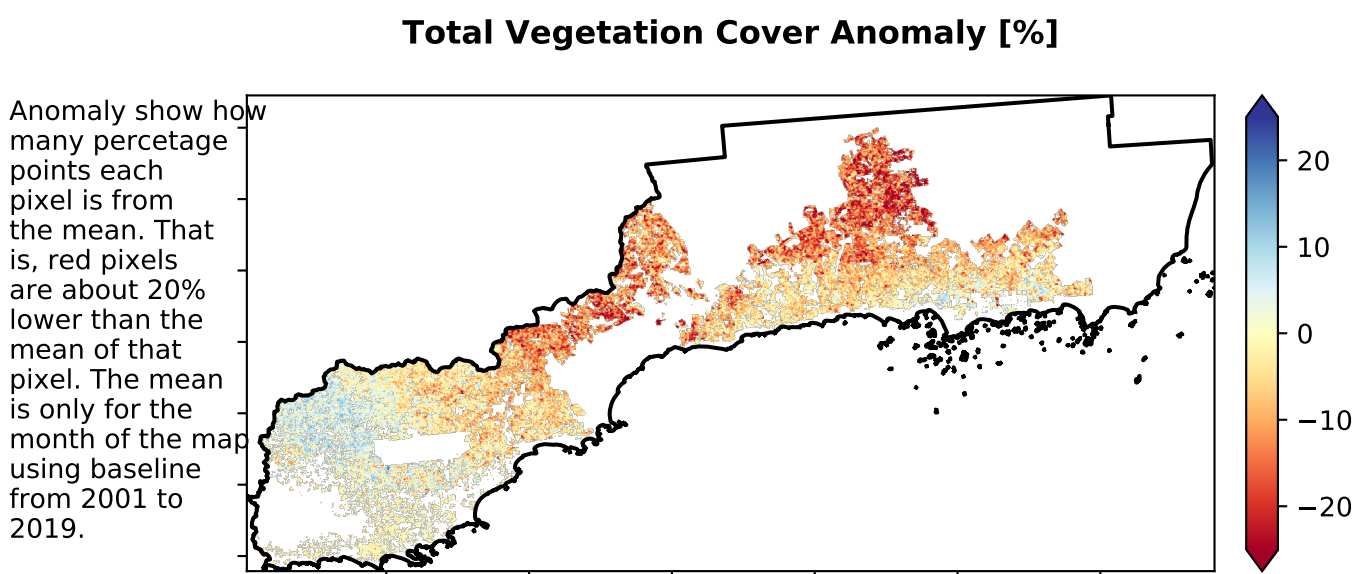 Total Vegetation Cover Anomaly [%]
Anomaly show how
many percetage
points each
pixel is from
the mean. That
is, red pixels
are about 20%
lower than the
mean of that
pixel. The mean
is only for the
month of the map
using baseline
from 2001 to
2019.
20
10
0
−10
−20